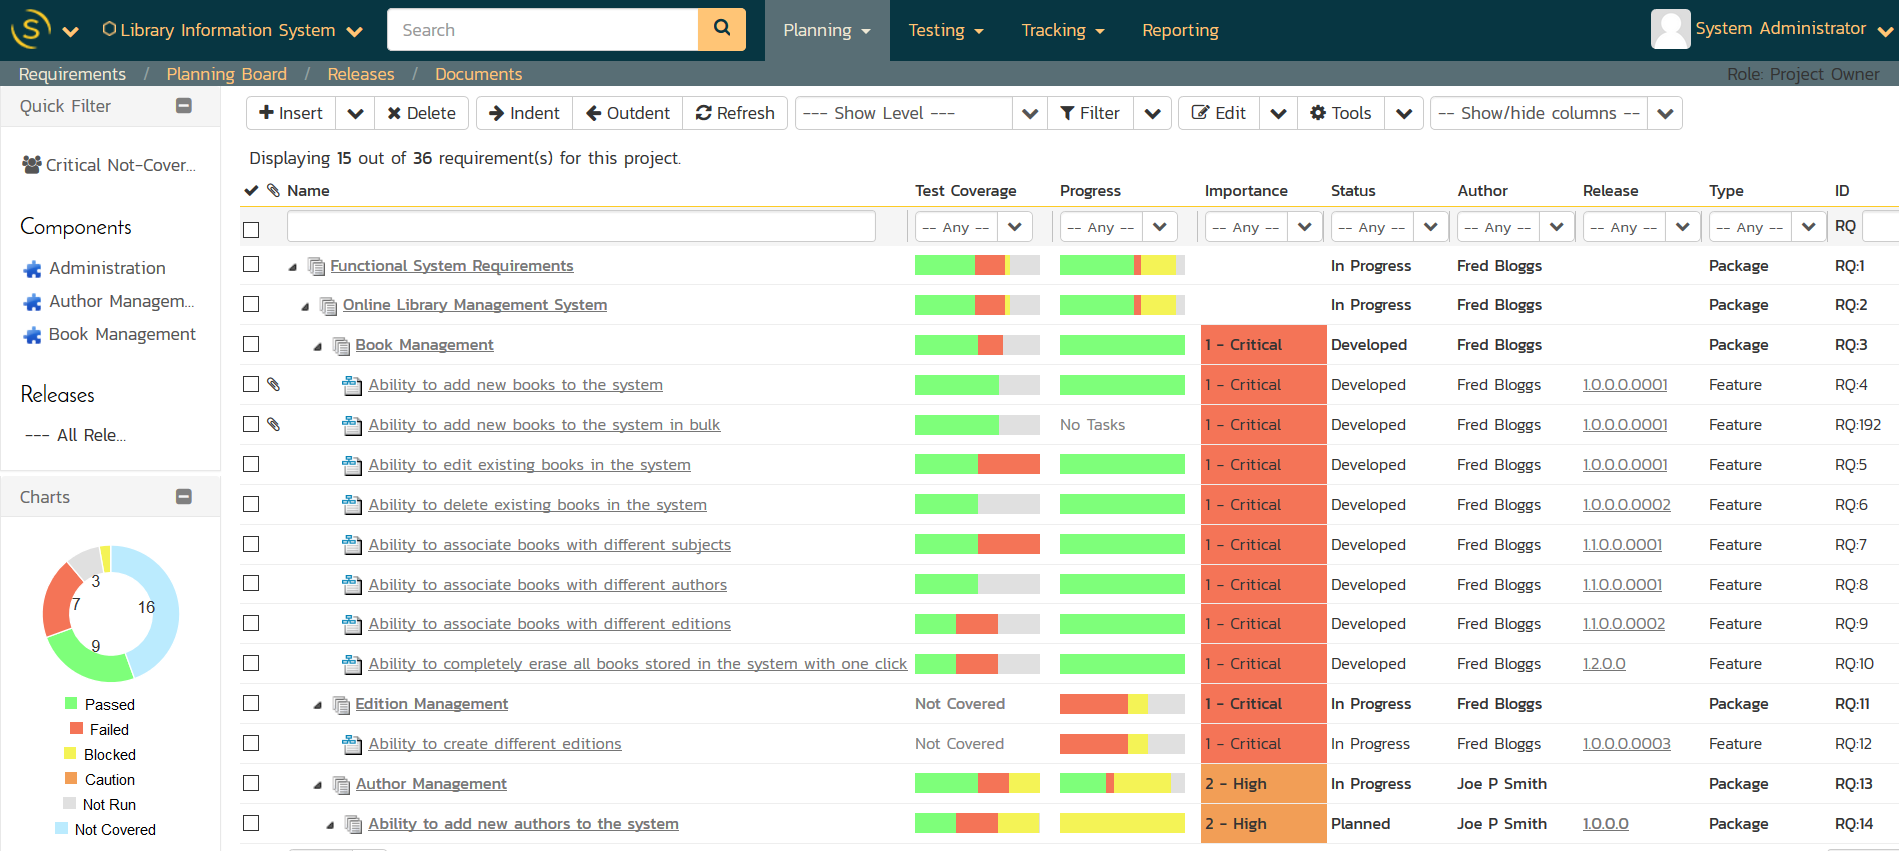 Library Information System Search Planning Testing Tracking Reporting System Administrator
Requirements / Planning Board / Releases / Documents Role: Project Owner
Quick Filter
Critical Not-Cover...
Components
Administration
Author Managem...
Book Management
Releases
--- All Rele...
Charts
3
7
16
9
Passed
Failed
Blocked
Caution
Not Run
Not Covered
Insert Delete Indent Outdent Refresh --- Show Level --- Filter Edit Tools -- Show/hide columns --
Displaying 15 out of 36 requirement(s) for this project.
Name Test Coverage Progress Importance Status Author Release Type ID
-- Any -- -- Any -- -- Any -- -- Any -- -- Any -- -- Any -- -- Any -- RQ
Functional System Requirements In Progress Fred Bloggs Package RQ:1
Online Library Management System In Progress Fred Bloggs Package RQ:2
Book Management 1 - Critical Developed Fred Bloggs Package RQ:3
Ability to add new books to the system 1 - Critical Developed Fred Bloggs 1.0.0.0.0001 Feature RQ:4
Ability to add new books to the system in bulk No Tasks 1 - Critical Developed Fred Bloggs 1.0.0.0.0001 Feature RQ:192
Ability to edit existing books in the system 1 - Critical Developed Fred Bloggs 1.0.0.0.0001 Feature RQ:5
Ability to delete existing books in the system 1 - Critical Developed Fred Bloggs 1.0.0.0.0002 Feature RQ:6
Ability to associate books with different subjects 1 - Critical Developed Fred Bloggs 1.1.0.0.0001 Feature RQ:7
Ability to associate books with different authors 1 - Critical Developed Fred Bloggs 1.1.0.0.0001 Feature RQ:8
Ability to associate books with different editions 1 - Critical Developed Fred Bloggs 1.1.0.0.0002 Feature RQ:9
Ability to completely erase all books stored in the system with one click 1 - Critical Developed Fred Bloggs 1.2.0.0 Feature RQ:10
Edition Management Not Covered 1 - Critical In Progress Fred Bloggs Package RQ:11
Ability to create different editions Not Covered 1 - Critical In Progress Fred Bloggs 1.0.0.0.0003 Feature RQ:12
Author Management 2 - High In Progress Joe P Smith Package RQ:13
Ability to add new authors to the system 2 - High Planned Joe P Smith 1.0.0.0 Package RQ:14